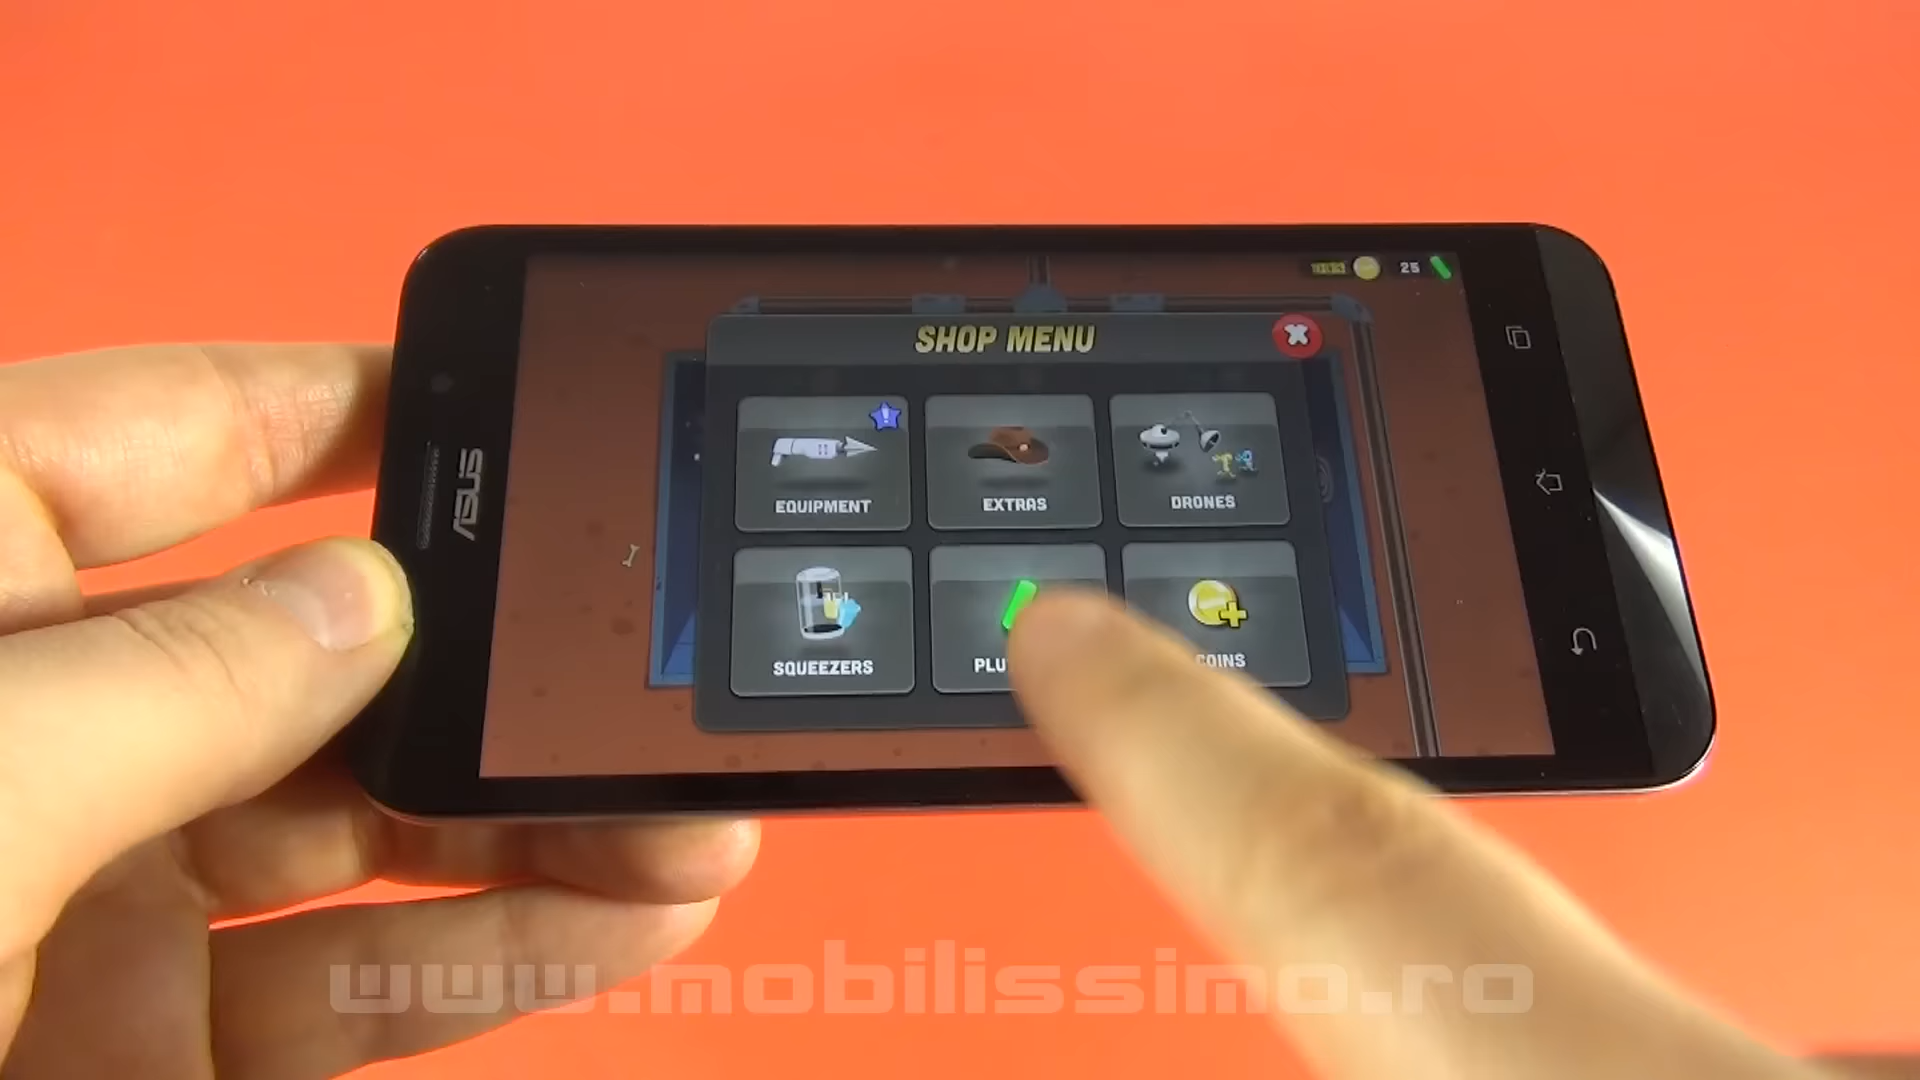 25
SHOP MENU
EQUIPMENT
EXTRAS
DRONES
SQUEEZERS
PLU
COINS
ASUS
www.mobilissimo.ro